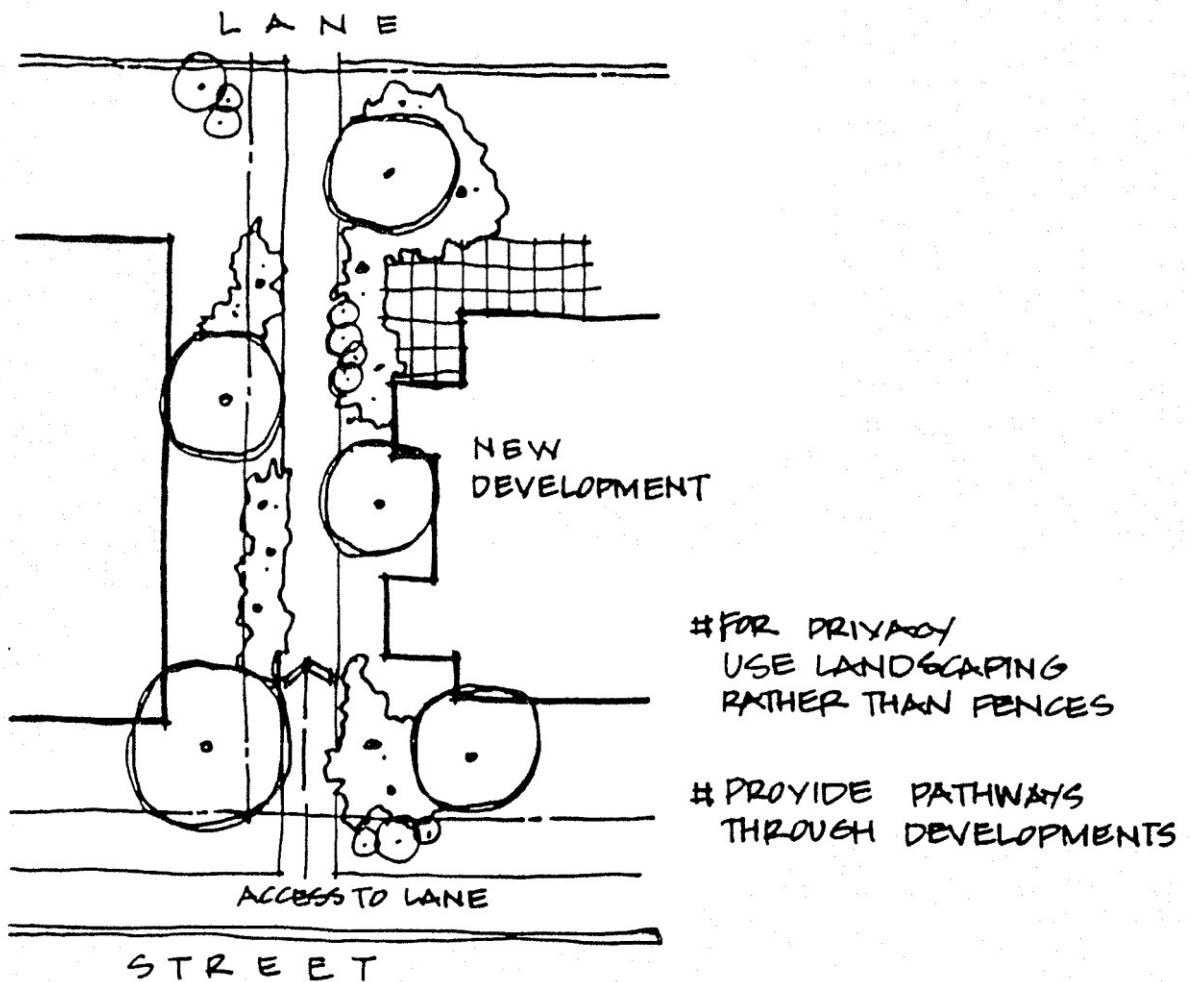 LANE
NEW
DEVELOPMENT
#FOR PRIVACY
USE LANDSCAPING
RATHER THAN FENCES
#PROVIDE PATHWAYS
THROUGH DEVELOPMENTS
ACCESS TO LANE
STREET